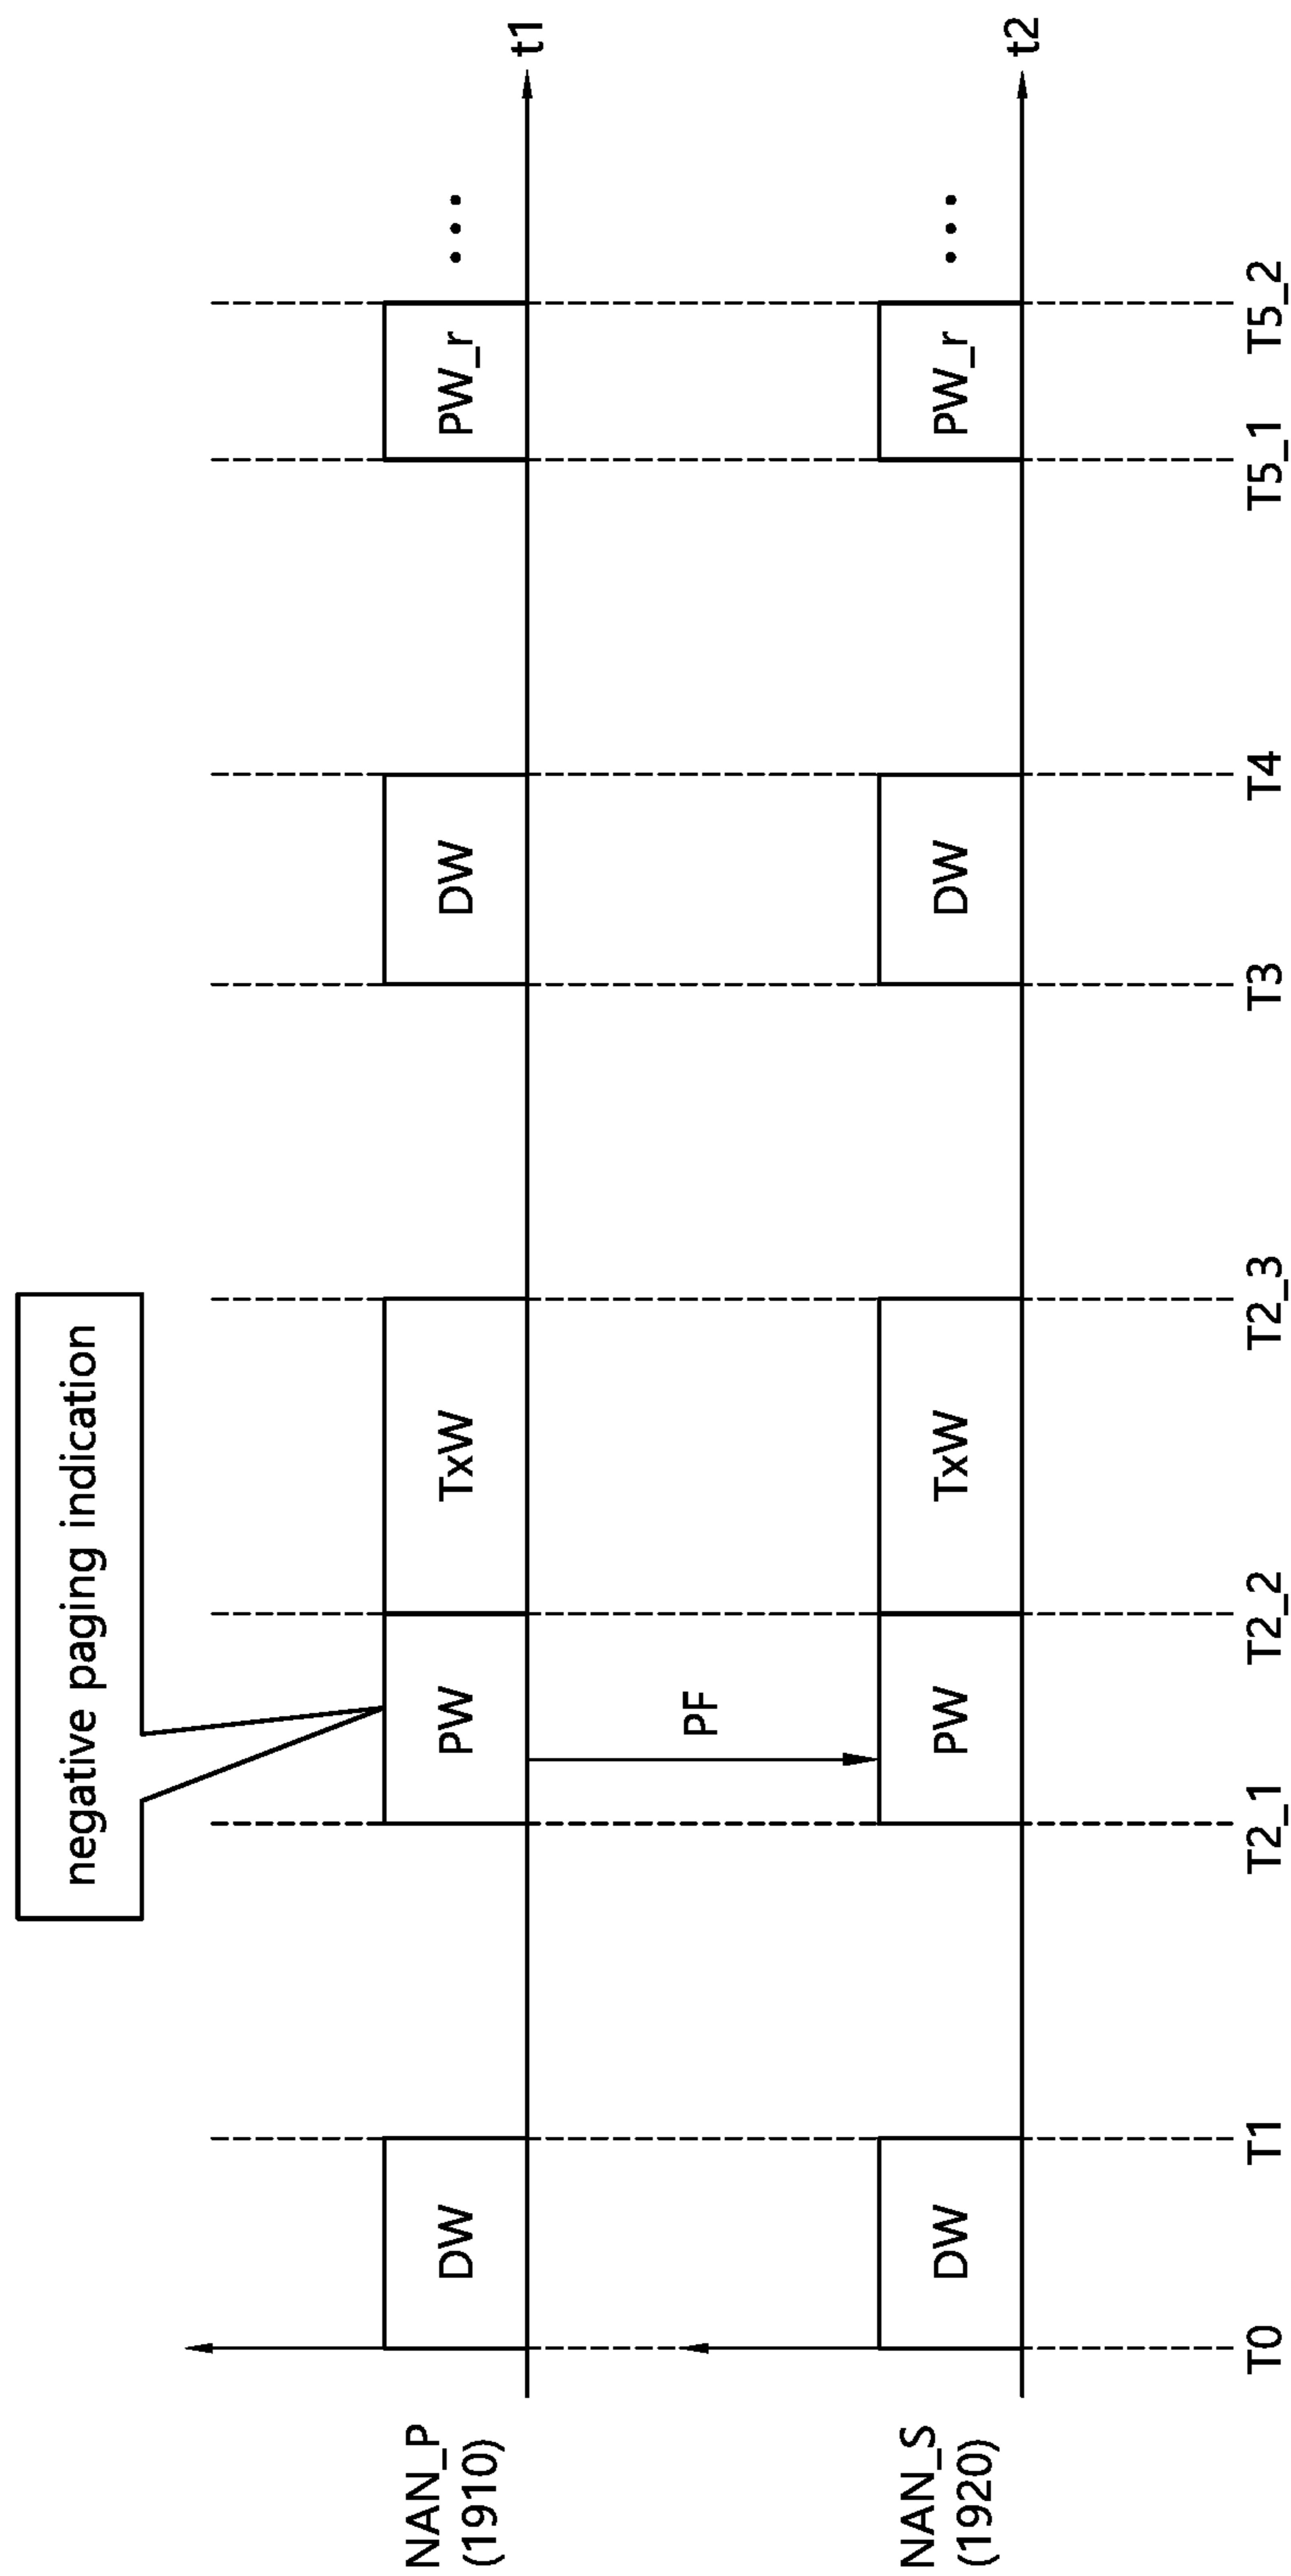 negative paging indication
NAN_P
(1910)
DW
PW
TxW
DW
PW_r
•••
t1
PF
NAN_S
(1920)
DW
PW
TxW
DW
PW_r
•••
t2
T0
T1
T2_1
T2_2
T2_3
T3
T4
T5_1
T5_2